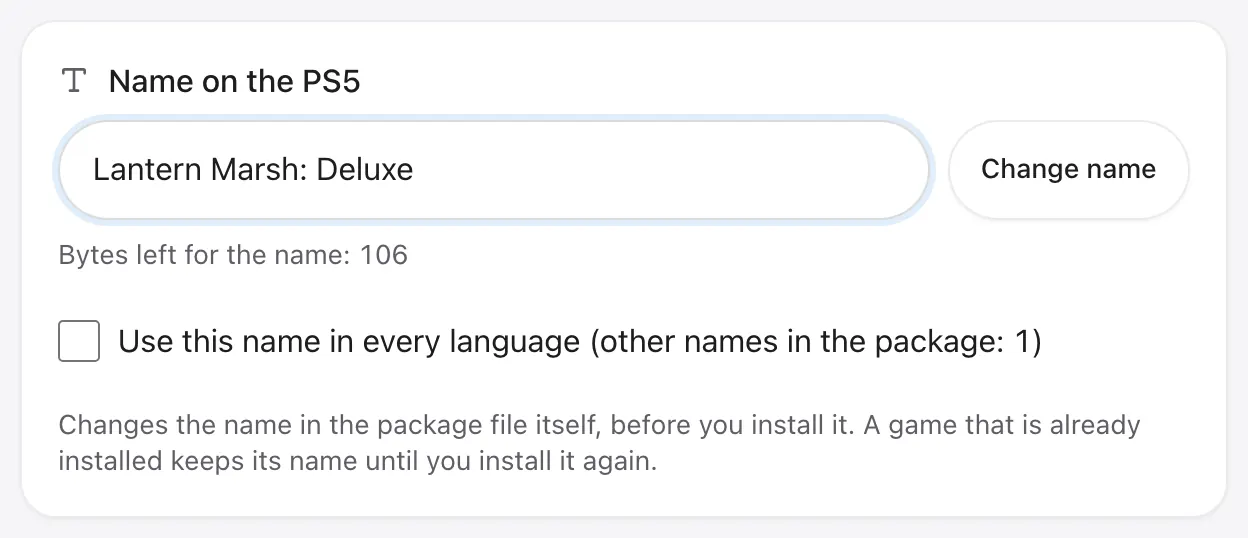 Name on the PS5
Lantern Marsh: Deluxe
Change name
Bytes left for the name: 106
Use this name in every language (other names in the package: 1)
Changes the name in the package file itself, before you install it. A game that is already
installed keeps its name until you install it again.